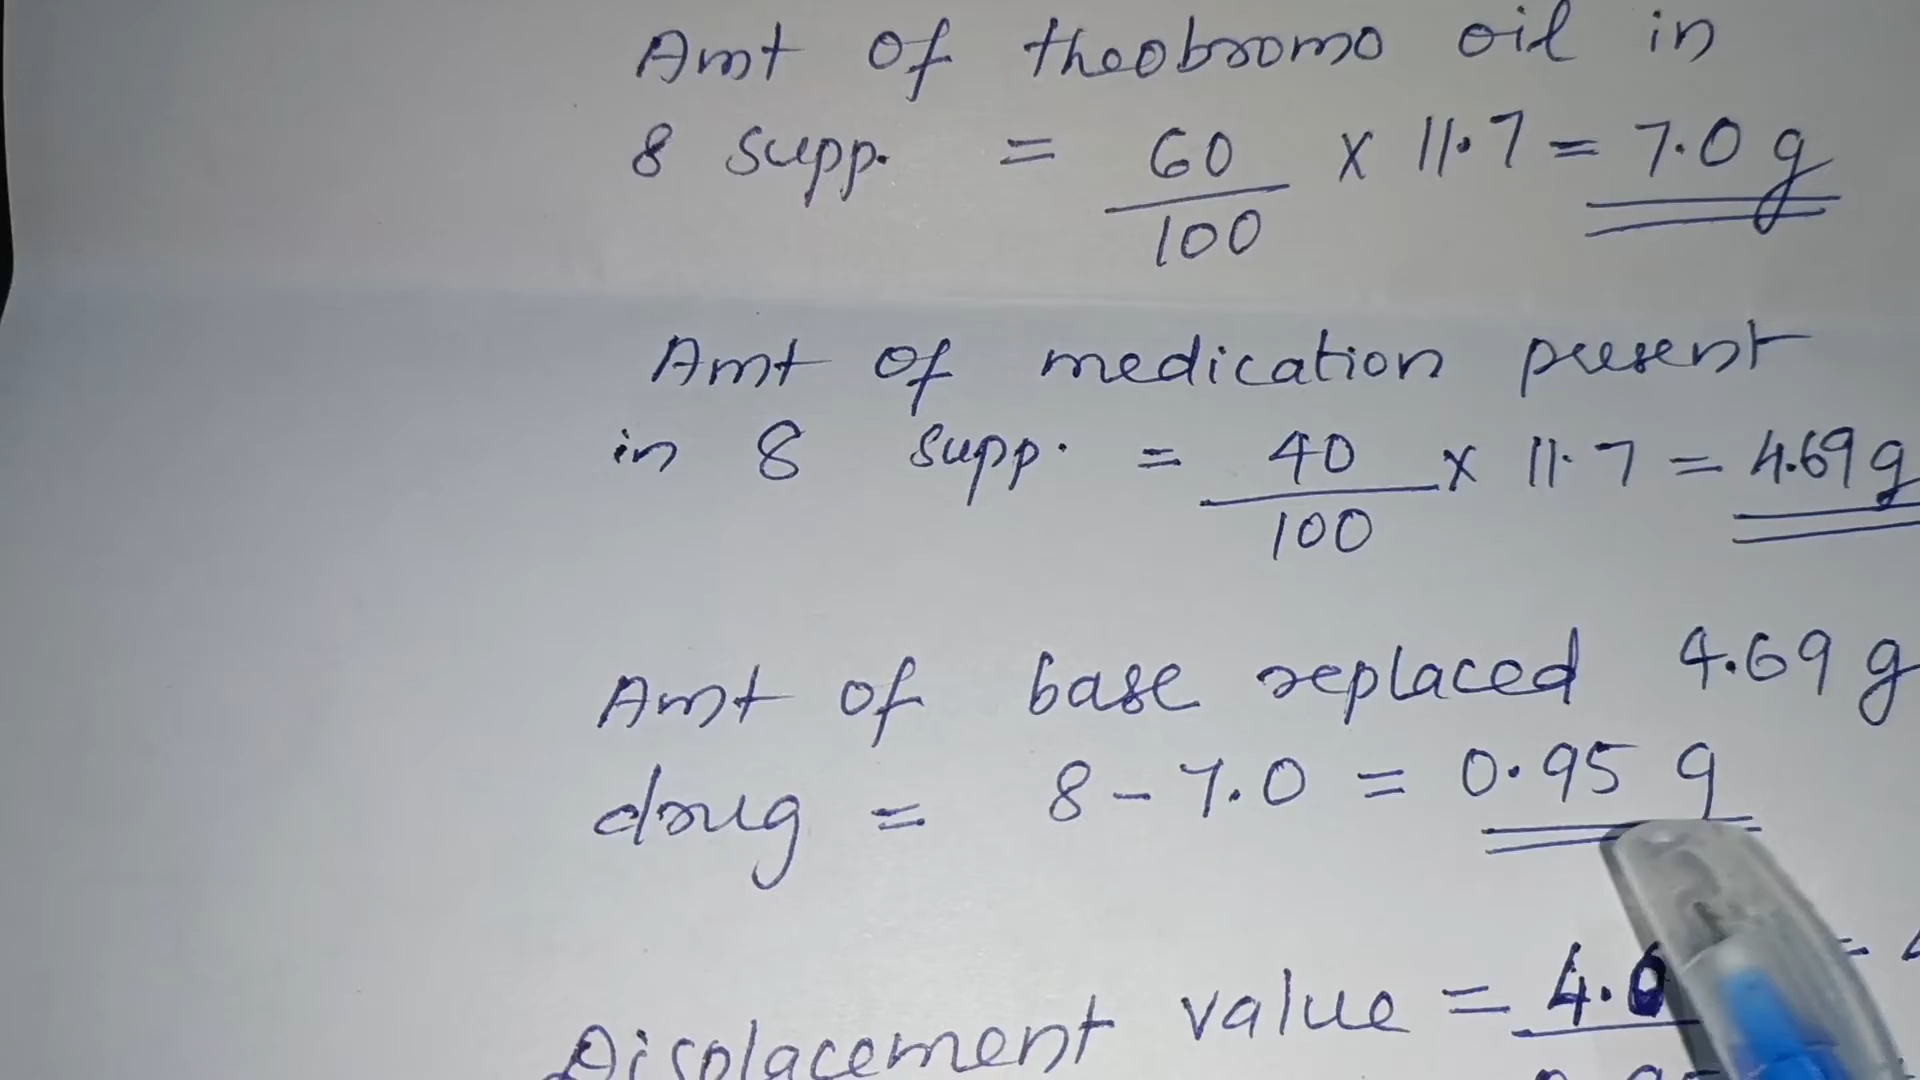 Amt of theobromo oil in
8 supp. = 60/100 x 11.7 = 7.0 g
Amt of medication present
in 8 supp. = 40/100 x 11.7 = 4.69 g
Amt of base replaced 4.69 g
drug = 8 - 7.0 = 0.95 g
Displacement value = 4.6